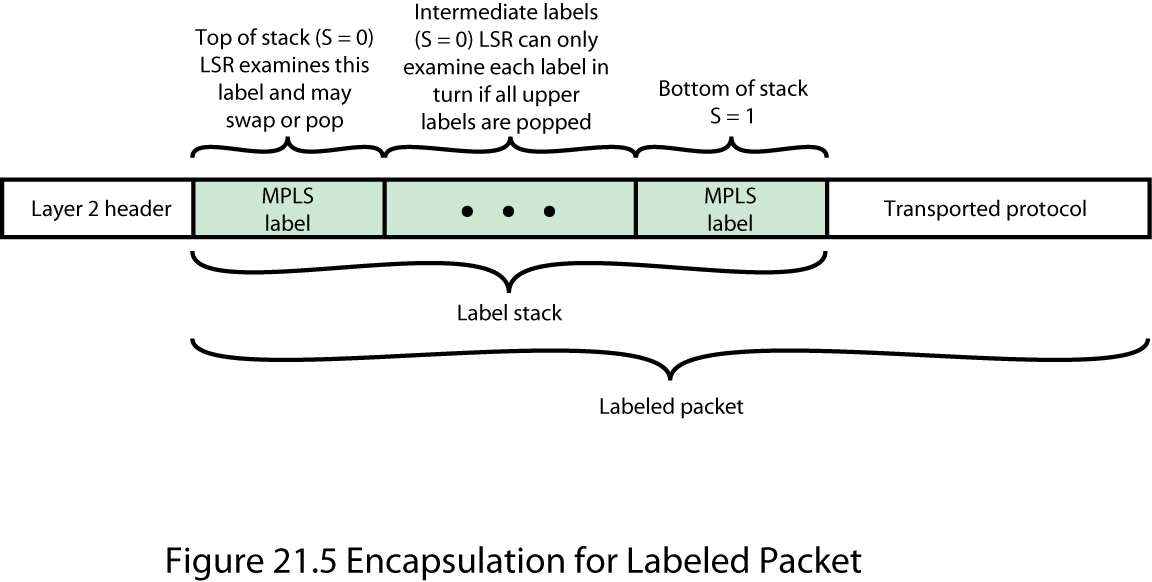 Top of stack (S = 0)
LSR examines this
label and may
swap or pop
Intermediate labels
(S = 0) LSR can only
examine each label in
turn if all upper
labels are popped
Bottom of stack
S = 1
Layer 2 header
MPLS
label
• • •
MPLS
label
Transported protocol
Label stack
Labeled packet
Figure 21.5 Encapsulation for Labeled Packet